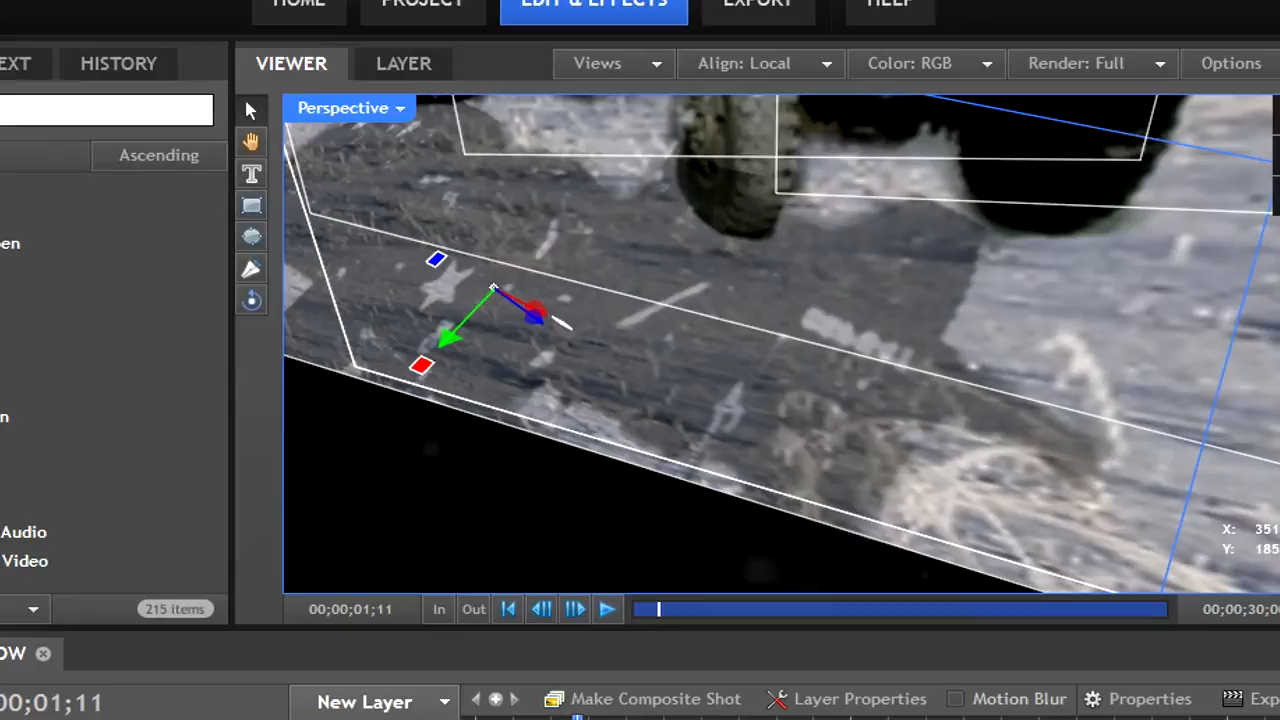 HOME PROJECT EDIT & EFFECTS EXPORT HELP
EXT HISTORY VIEWER LAYER Views Align: Local Color: RGB Render: Full Options
Perspective
Ascending
en
n
X: 351
Y: 185
Audio
Video
215 items 00;00;01;11 In Out 00;00;30;0
OW
00;01;11 New Layer Make Composite Shot Layer Properties Motion Blur Properties Exp